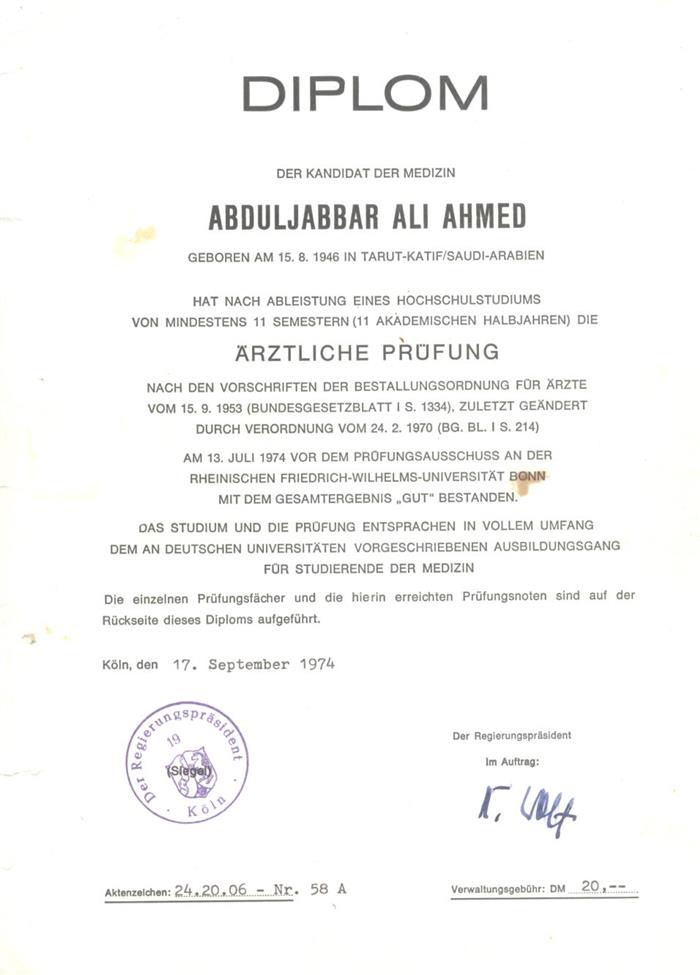 DIPLOM
DER KANDIDAT DER MEDIZIN
ABDULJABBAR ALI AHMED
GEBOREN AM 15. 8. 1946 IN TARUT-KATIF/SAUDI-ARABIEN
HAT NACH ABLEISTUNG EINES HOCHSCHULSTUDIUMS
VON MINDESTENS 11 SEMESTERN (11 AKADEMISCHEN HALBJAHREN) DIE
ÄRZTLICHE PRÜFUNG
NACH DEN VORSCHRIFTEN DER BESTALLUNGSORDNUNG FÜR ÄRZTE
VOM 15. 9. 1953 (BUNDESGESETZBLATT I S. 1334), ZULETZT GEÄNDERT
DURCH VERORDNUNG VOM 24. 2. 1970 (BG. BL. I S. 214)
AM 13. JULI 1974 VOR DEM PRÜFUNGSAUSSCHUSS AN DER
RHEINISCHEN FRIEDRICH-WILHELMS-UNIVERSITÄT BONN
MIT DEM GESAMTERGEBNIS „GUT“ BESTANDEN.
DAS STUDIUM UND DIE PRÜFUNG ENTSPRACHEN IN VOLLEM UMFANG
DEM AN DEUTSCHEN UNIVERSITÄTEN VORGESCHRIEBENEN AUSBILDUNGSGANG
FÜR STUDIERENDE DER MEDIZIN
Die einzelnen Prüfungsfächer und die hierin erreichten Prüfungsnoten sind auf der
Rückseite dieses Diploms aufgeführt.
Köln, den 17. September 1974
Der Regierungspräsident
19
(Siegel)
Köln
Der Regierungspräsident
Im Auftrag:
Aktenzeichen: 24.20.06 - Nr. 58 A
Verwaltungsgebühr: DM 20,--